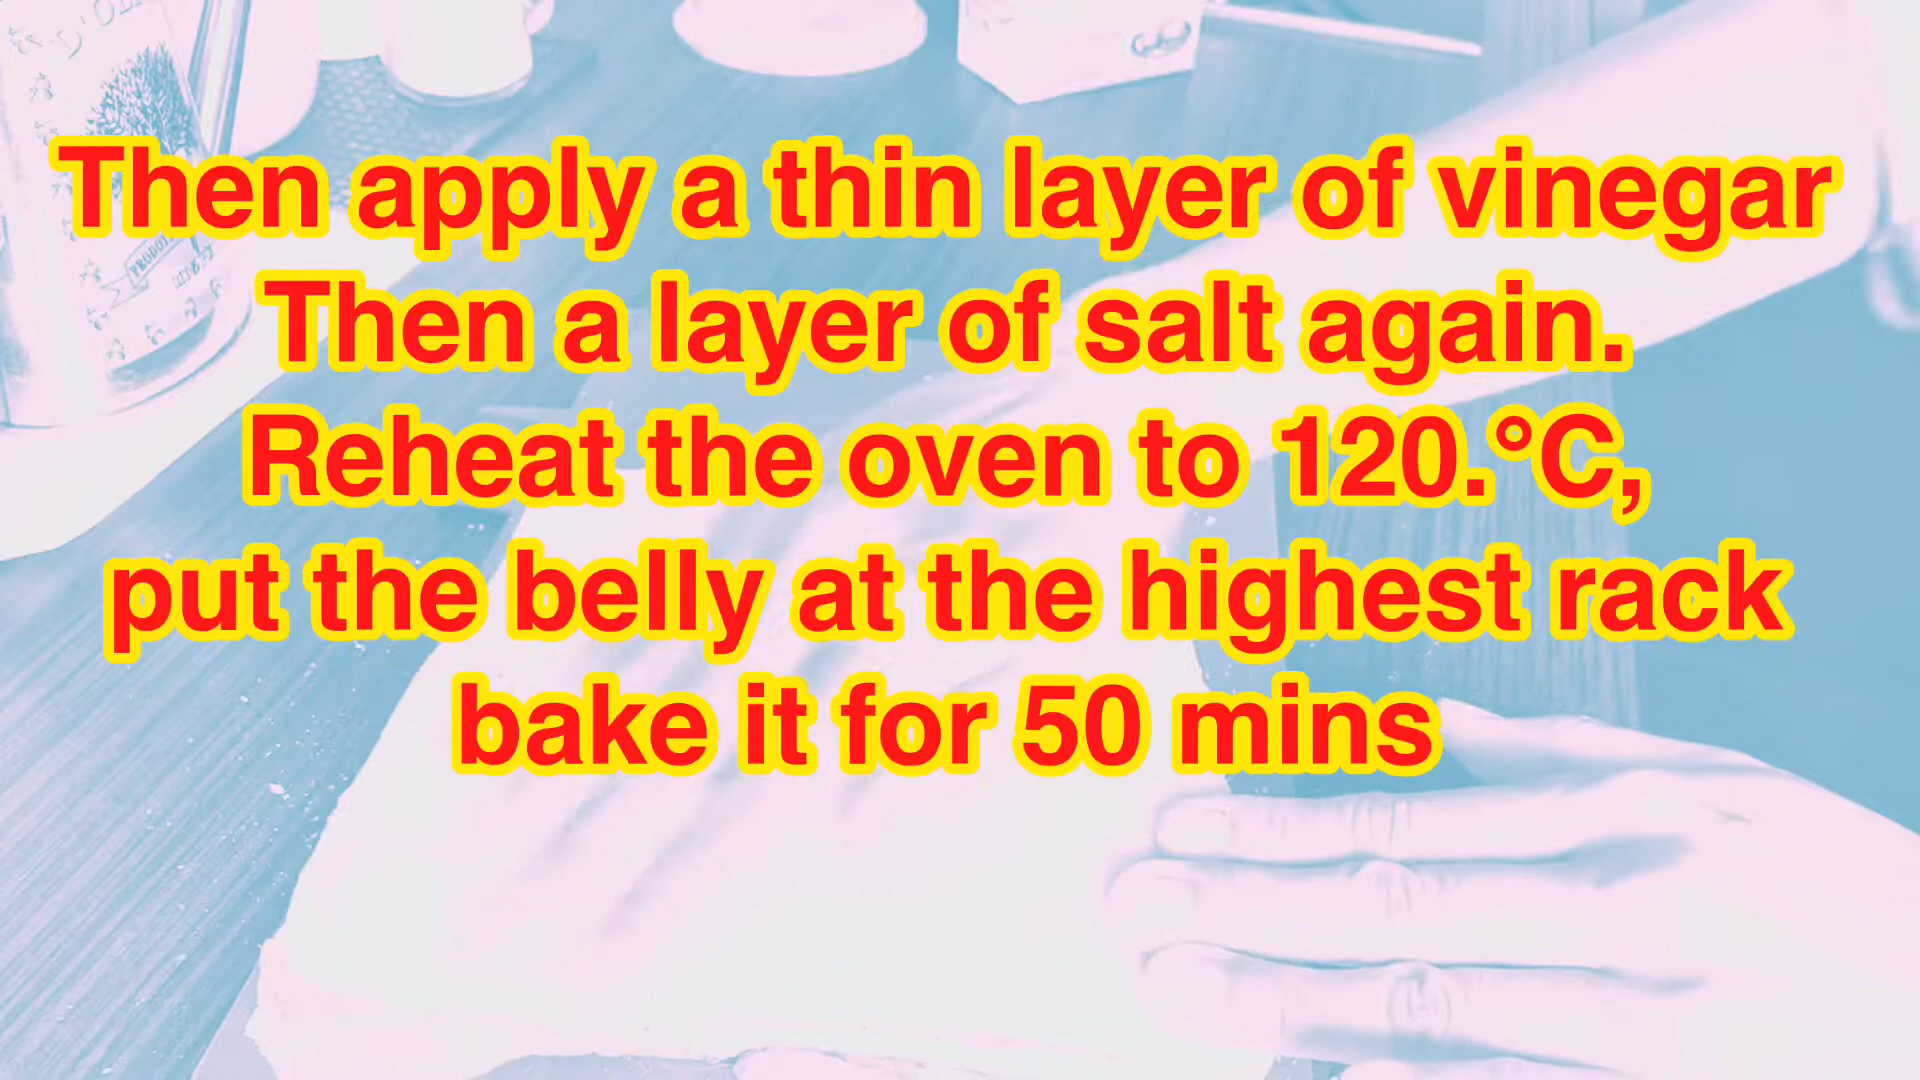 Then apply a thin layer of vinegar
Then a layer of salt again.
Reheat the oven to 120.°C,
put the belly at the highest rack
bake it for 50 mins